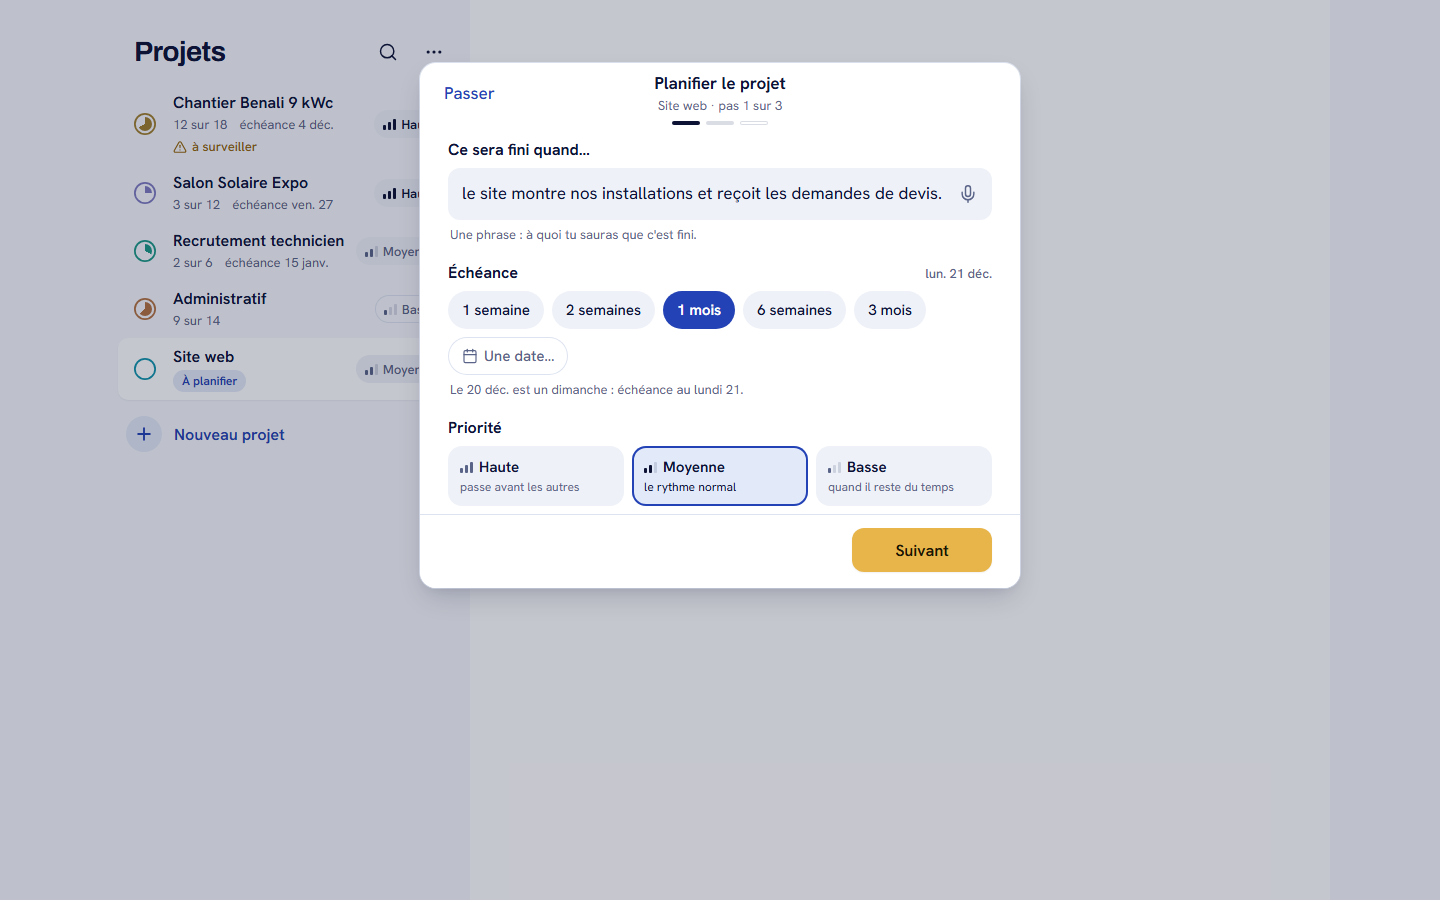 Projets
Chantier Benali 9 kWc
12 sur 18 échéance 4 déc.
à surveiller
Salon Solaire Expo
3 sur 12 échéance ven. 27
Recrutement technicien
2 sur 6 échéance 15 janv.
Administratif
9 sur 14
Site web
À planifier
Nouveau projet
Passer
Planifier le projet
Site web · pas 1 sur 3
Ce sera fini quand...
le site montre nos installations et reçoit les demandes de devis.
Une phrase : à quoi tu sauras que c'est fini.
Échéance
lun. 21 déc.
1 semaine
2 semaines
1 mois
6 semaines
3 mois
Une date...
Le 20 déc. est un dimanche : échéance au lundi 21.
Priorité
Haute
passe avant les autres
Moyenne
le rythme normal
Basse
quand il reste du temps
Suivant